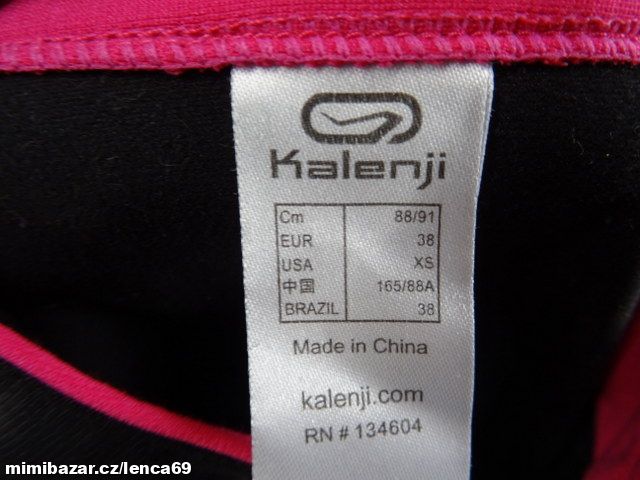 Kalenji
Cm 88/91
EUR 38
USA XS
中国 165/88A
BRAZIL 38
Made in China
kalenji.com
RN # 134604
mimibazar.cz/lenca69